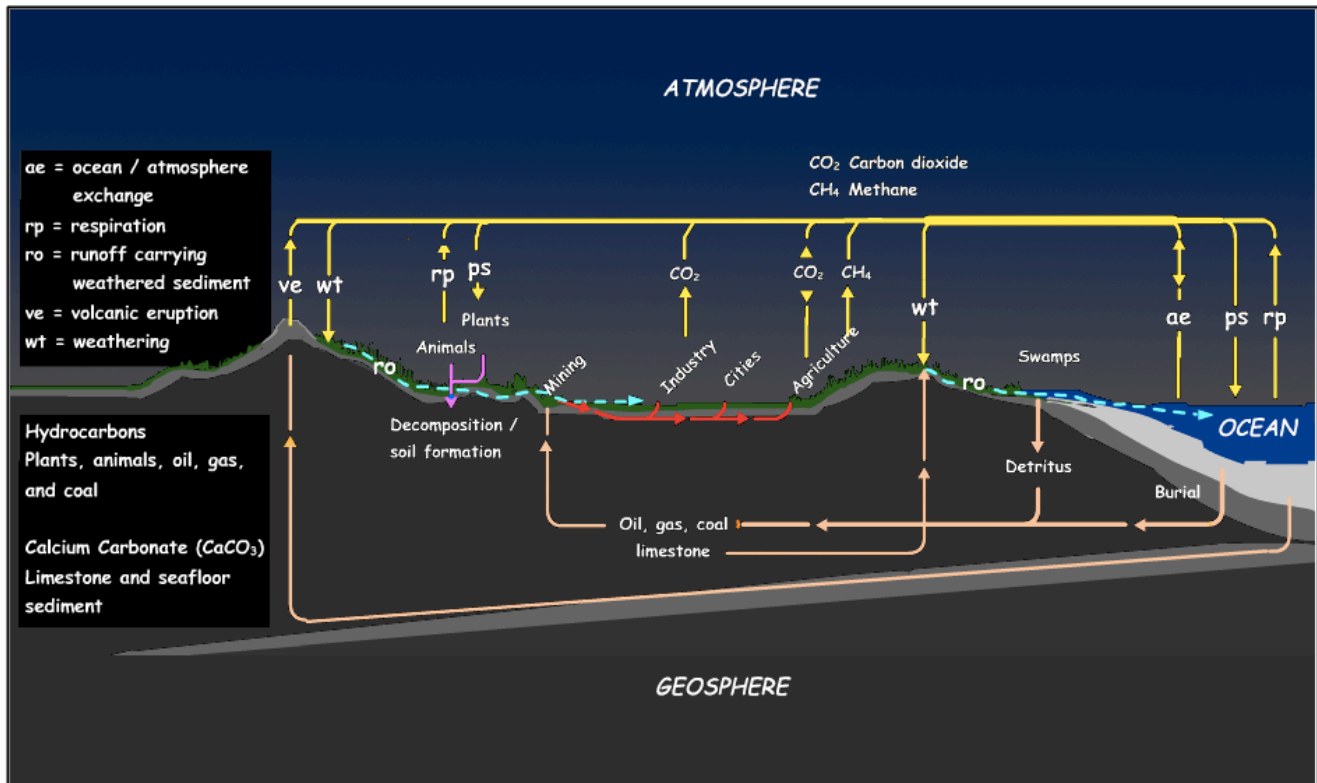 ATMOSPHERE
ae = ocean / atmosphere
exchange
rp = respiration
ro = runoff carrying
weathered sediment
ve = volcanic eruption
wt = weathering
CO₂ Carbon dioxide
CH₄ Methane
ve
wt
rp
ps
CO₂
CO₂
CH₄
wt
ae
ps
rp
Plants
Animals
ro
Mining
Industry
Cities
Agriculture
Swamps
ro
OCEAN
Decomposition /
soil formation
Detritus
Burial
Oil, gas, coal
limestone
Hydrocarbons
Plants, animals, oil, gas,
and coal
Calcium Carbonate (CaCO₃)
Limestone and seafloor
sediment
GEOSPHERE